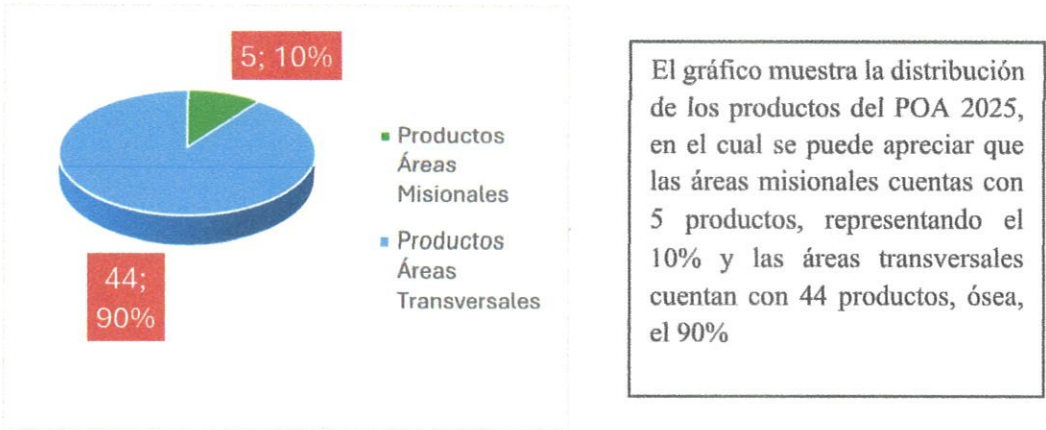 5; 10%
Productos
Áreas
Misionales
Productos
Áreas
Transversales
44;
90%
El gráfico muestra la distribución
de los productos del POA 2025,
en el cual se puede apreciar que
las áreas misionales cuentas con
5 productos, representando el
10% y las áreas transversales
cuentan con 44 productos, ósea,
el 90%